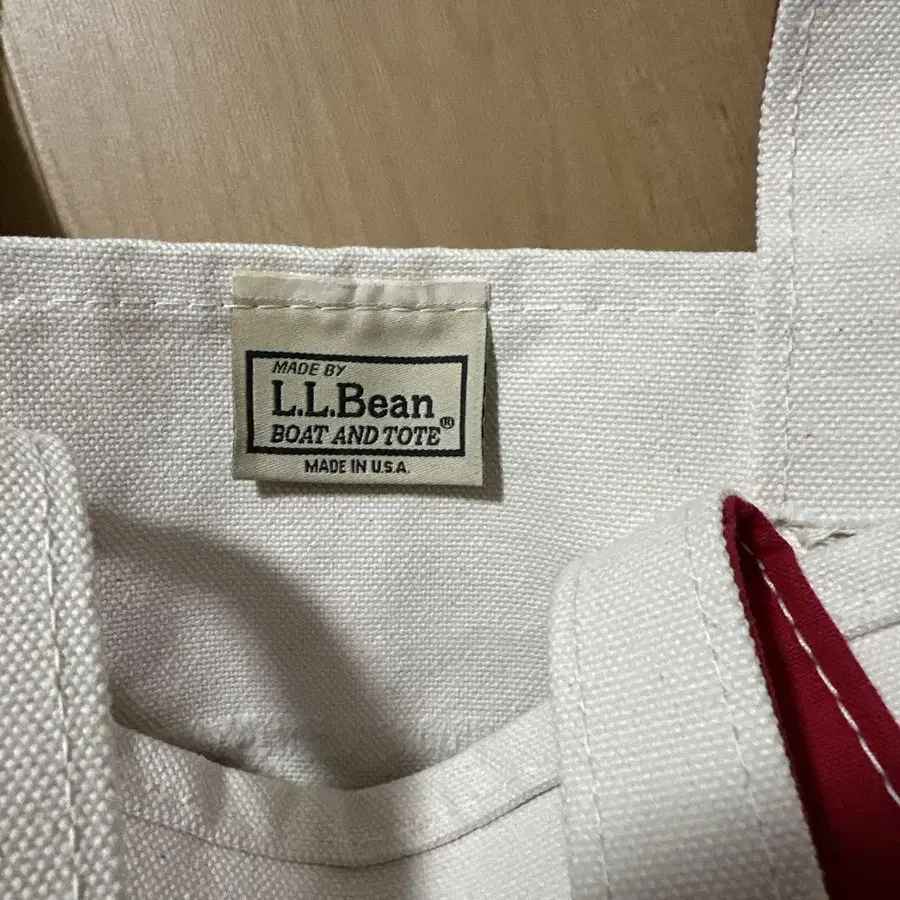 MADE BY
L.L.Bean
BOAT AND TOTE®
MADE IN U.S.A.